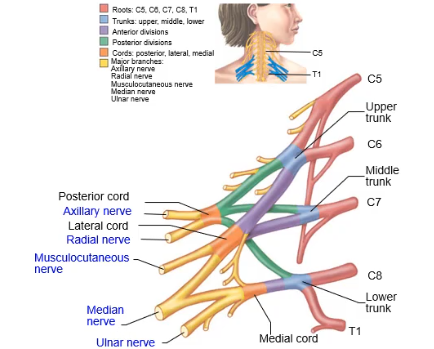 Roots: C5, C6, C7, C8, T1
Trunks: upper, middle, lower
Anterior divisions
Posterior divisions
Cords: posterior, lateral, medial
Major branches:
Axillary nerve
Radial nerve
Musculocutaneous nerve
Median nerve
Ulnar nerve
C5
T1
C5
Upper
trunk
C6
Middle
trunk
C7
Posterior cord
Axillary nerve
Lateral cord
Radial nerve
Musculocutaneous
nerve
C8
Lower
trunk
Median
nerve
Medial cord
T1
Ulnar nerve